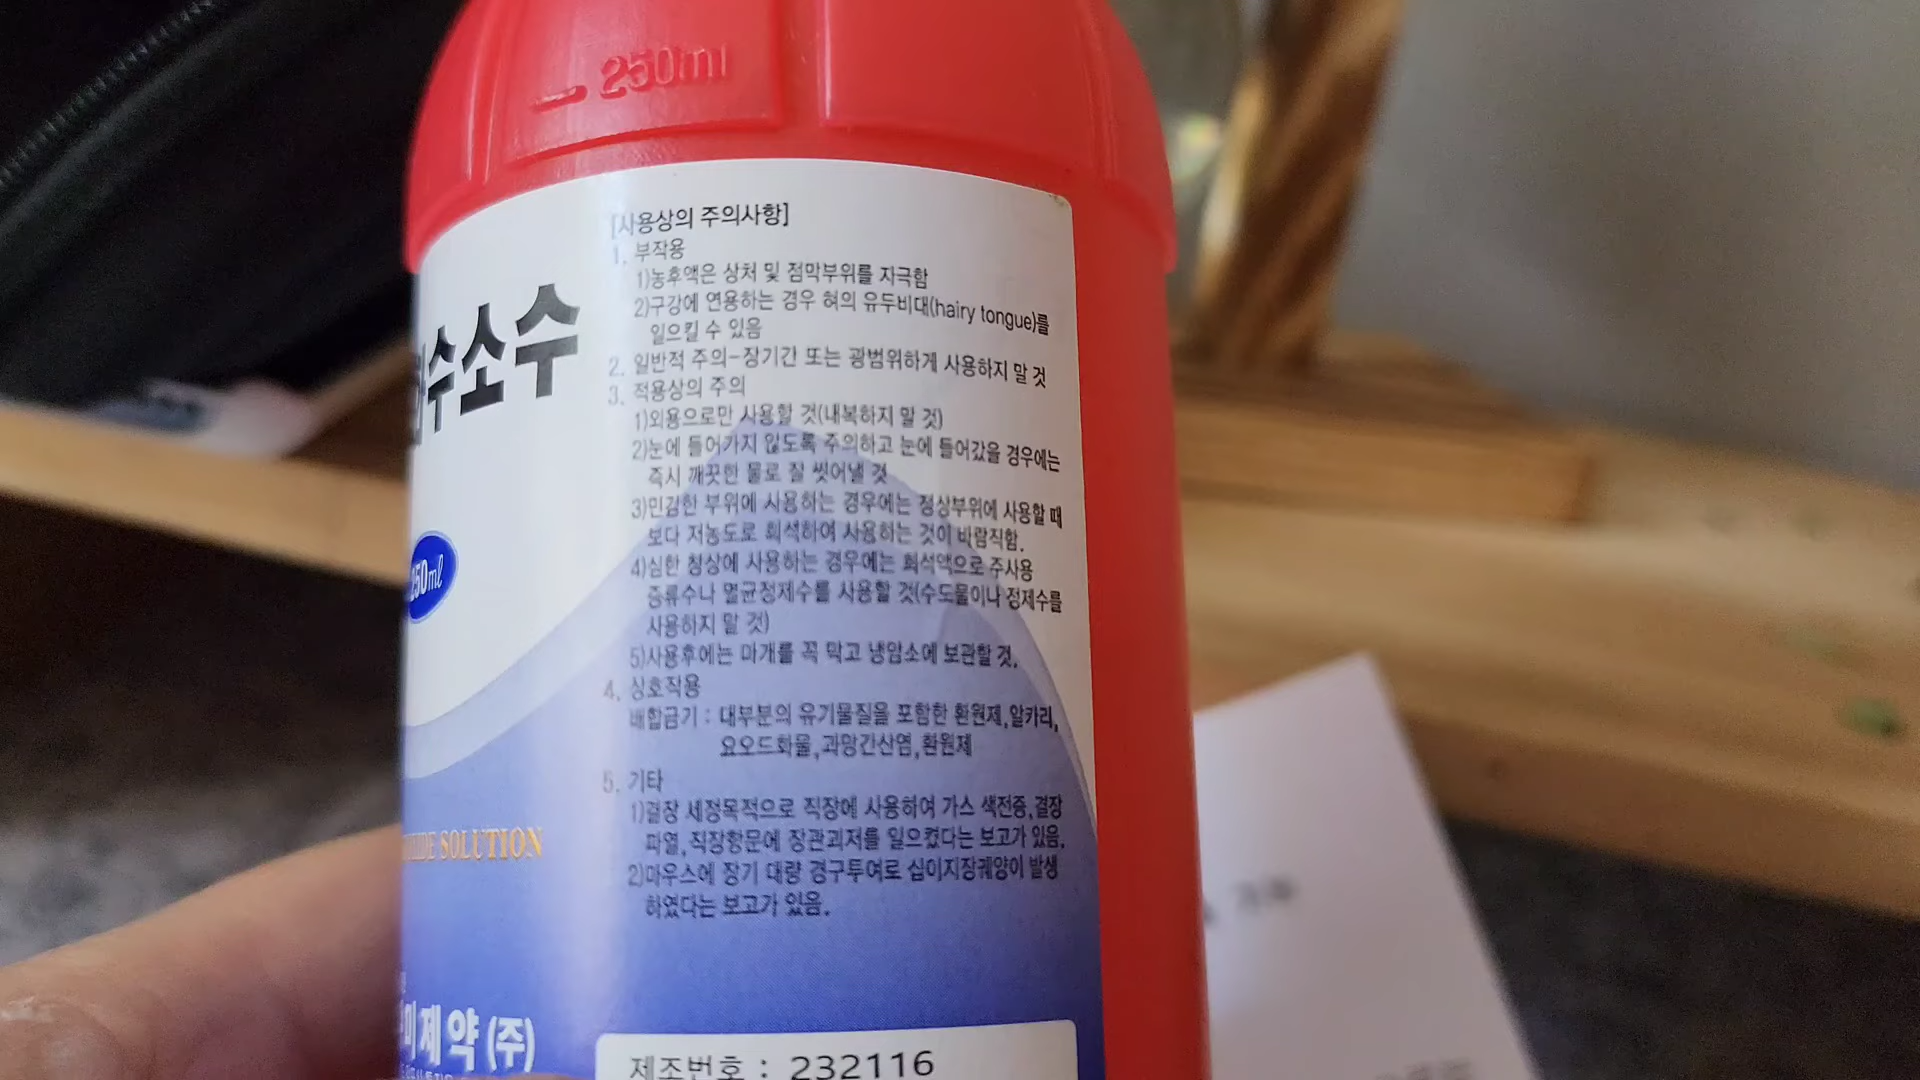 250ml
[사용상의 주의사항]
1. 부작용
1)농후액은 상처 및 점막부위를 자극함
2)구강에 연용하는 경우 혀의 유두비대(hairy tongue)를
일으킬 수 있음
2. 일반적 주의-장기간 또는 광범위하게 사용하지 말 것
3. 적용상의 주의
1)외용으로만 사용할 것(내복하지 말 것)
2)눈에 들어가지 않도록 주의하고 눈에 들어갔을 경우에는
즉시 깨끗한 물로 잘 씻어낼 것
3)민감한 부위에 사용하는 경우에는 정상부위에 사용할 때
보다 저농도로 희석하여 사용하는 것이 바람직함.
4)심한 창상에 사용하는 경우에는 희석액으로 주사용
증류수나 멸균정제수를 사용할 것(수도물이나 정제수를
사용하지 말 것)
5)사용후에는 마개를 꼭 막고 냉암소에 보관할 것.
4. 상호작용
배합금기 : 대부분의 유기물질을 포함한 환원제,알카리,
요오드화물,과망간산염,환원제
5. 기타
1)결장 세정목적으로 직장에 사용하여 가스 색전증,결장
파열,직장항문에 장관괴저를 일으켰다는 보고가 있음.
2)마우스에 장기 대량 경구투여로 십이지장궤양이 발생
하였다는 보고가 있음.
수소수
250ml
SOLUTION
제약(주)
제조번호 : 232116